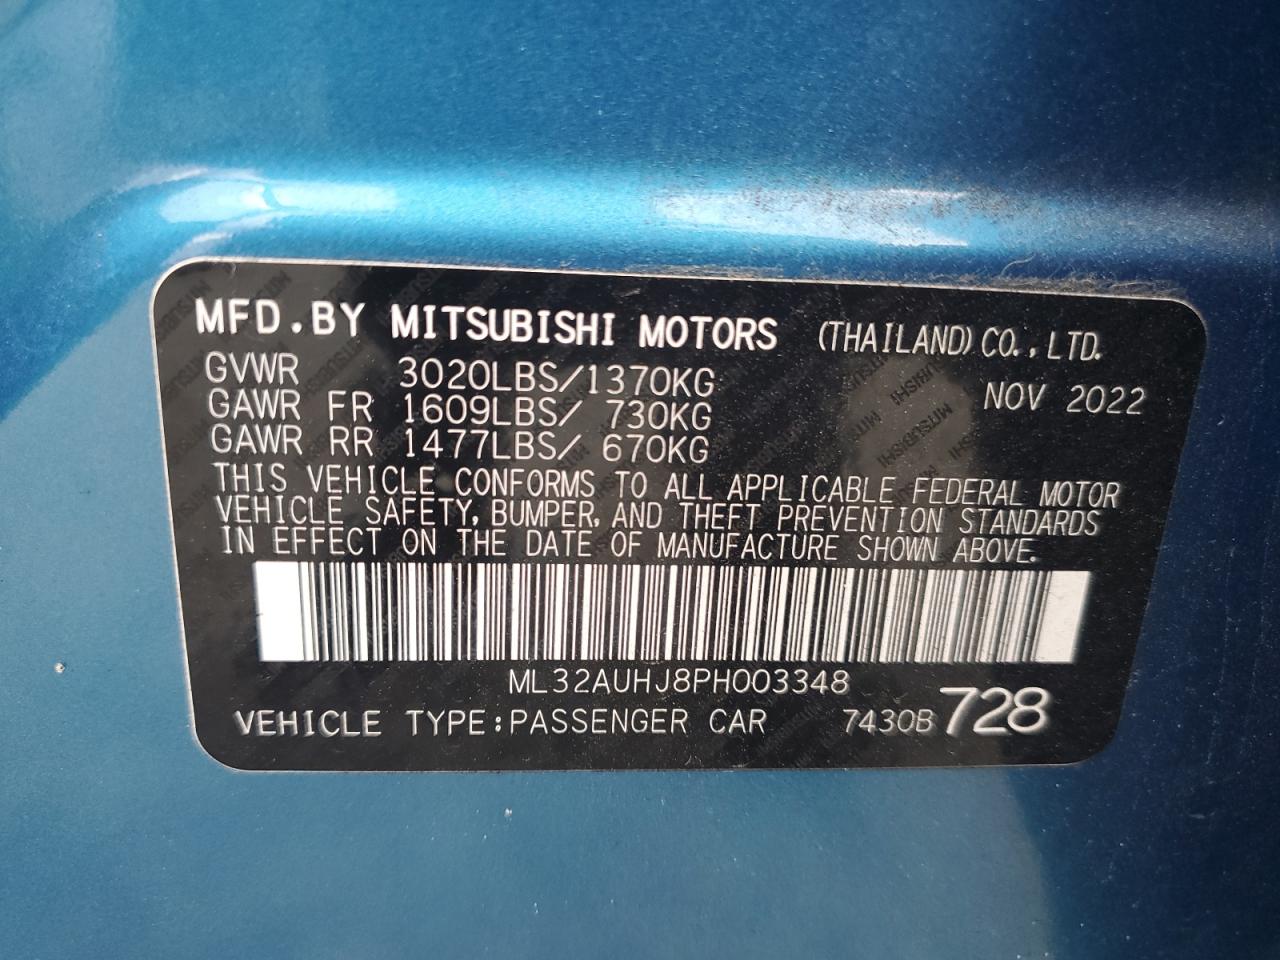 MFD.BY MITSUBISHI MOTORS (THAILAND) CO.,LTD.
GVWR 3020LBS/1370KG NOV 2022
GAWR FR 1609LBS/ 730KG
GAWR RR 1477LBS/ 670KG
THIS VEHICLE CONFORMS TO ALL APPLICABLE FEDERAL MOTOR
VEHICLE SAFETY, BUMPER, AND THEFT PREVENTION STANDARDS
IN EFFECT ON THE DATE OF MANUFACTURE SHOWN ABOVE.
ML32AUHJ8PH003348
VEHICLE TYPE:PASSENGER CAR 7430B 728